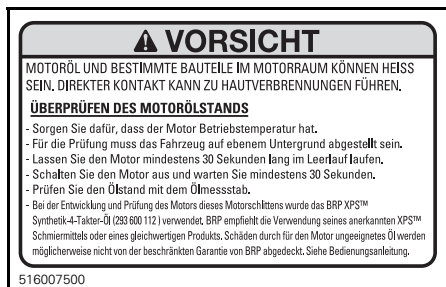 ⚠ VORSICHT
MOTORÖL UND BESTIMMTE BAUTEILE IM MOTORRAUM KÖNNEN HEISS
SEIN. DIREKTER KONTAKT KANN ZU HAUTVERBRENNUNGEN FÜHREN.
ÜBERPRÜFEN DES MOTORÖLSTANDS
- Sorgen Sie dafür, dass der Motor Betriebstemperatur hat.
- Für die Prüfung muss das Fahrzeug auf ebenem Untergrund abgestellt sein.
- Lassen Sie den Motor mindestens 30 Sekunden lang im Leerlauf laufen.
- Schalten Sie den Motor aus und warten Sie mindestens 30 Sekunden.
- Prüfen Sie den Ölstand mit dem Ölmessstab.
- Bei der Entwicklung und Prüfung des Motors dieses Motorschlittens wurde das BRP XPS™
Synthetik-4-Takter-Öl (293 600 112 ) verwendet, BRP empfiehlt die Verwendung seines anerkannten XPS™
Schmiermittels oder eines gleichwertigen Produkts. Schäden durch für den Motor ungeeignetes Öl werden
möglicherweise nicht von der beschränkten Garantie von BRP abgedeckt. Siehe Bedienungsanleitung.
516007500